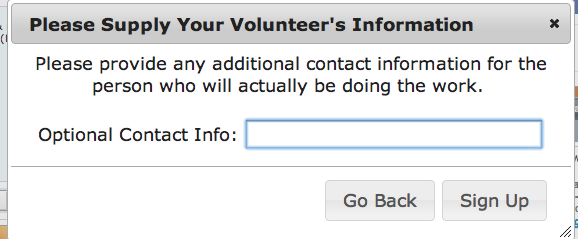 Please Supply Your Volunteer's Information
Please provide any additional contact information for the
person who will actually be doing the work.
Optional Contact Info:
Go Back Sign Up